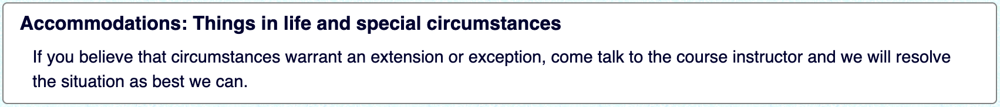 Accommodations: Things in life and special circumstances
If you believe that circumstances warrant an extension or exception, come talk to the course instructor and we will resolve
the situation as best we can.